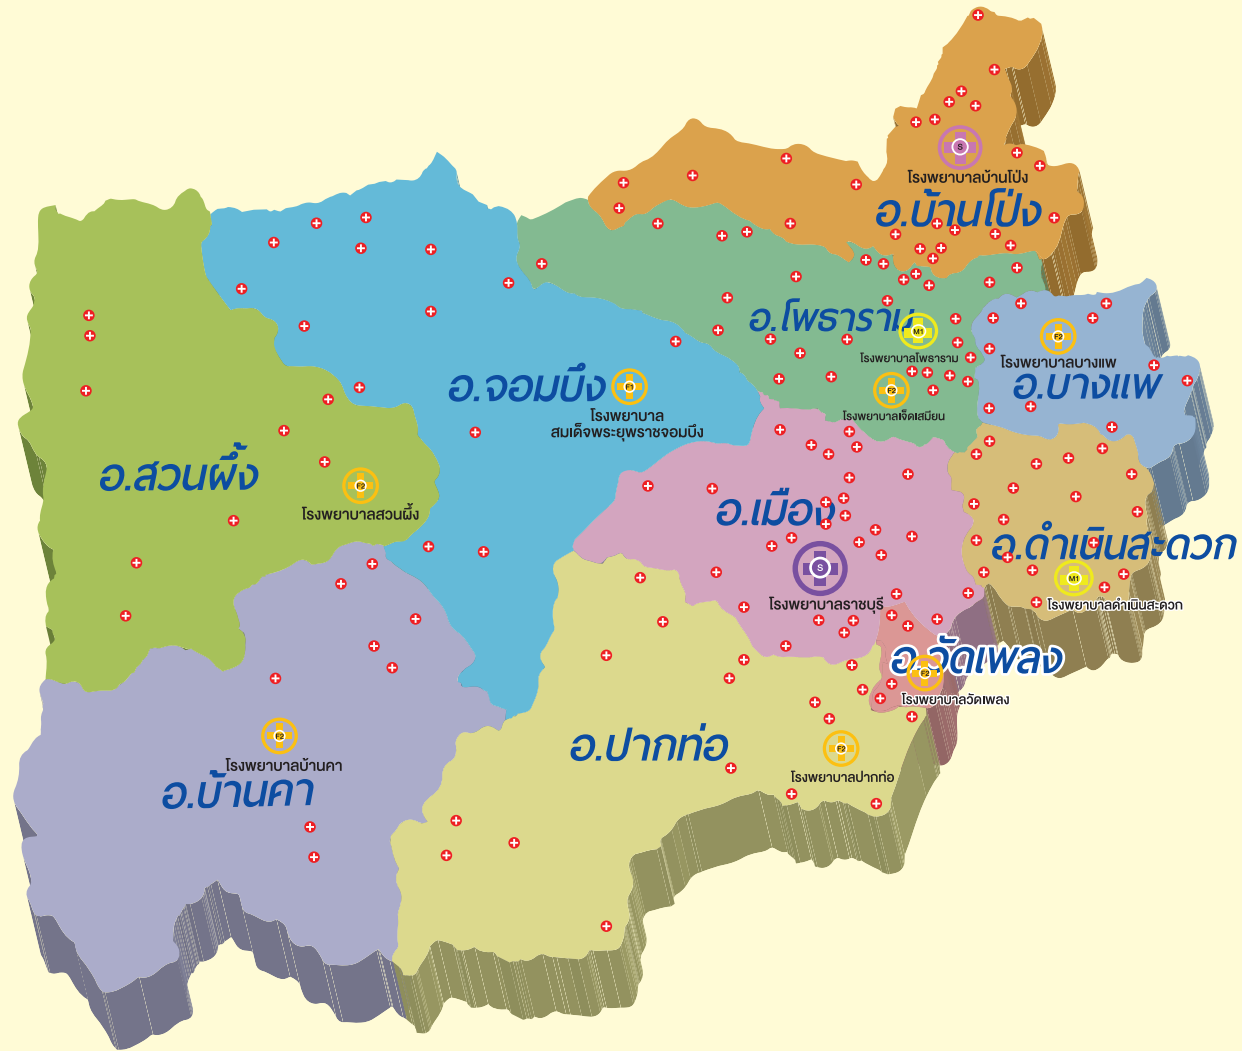 S
โรงพยาบาลบ้านโป่ง
อ.บ้านโป่ง
อ.โพธาราม
M1
โรงพยาบาลโพธาราม
F2
โรงพยาบาลบางแพ
อ.บางแพ
F2
โรงพยาบาลเจ็ดเสมียน
อ.จอมบึง
F1
โรงพยาบาล
สมเด็จพระยุพราชจอมบึง
อ.สวนผึ้ง
F2
โรงพยาบาลสวนผึ้ง
อ.เมือง
S
โรงพยาบาลราชบุรี
อ.ดำเนินสะดวก
M1
โรงพยาบาลดำเนินสะดวก
อ.วัดเพลง
F2
โรงพยาบาลวัดเพลง
อ.ปากท่อ
F2
โรงพยาบาลปากท่อ
F2
โรงพยาบาลบ้านคา
อ.บ้านคา